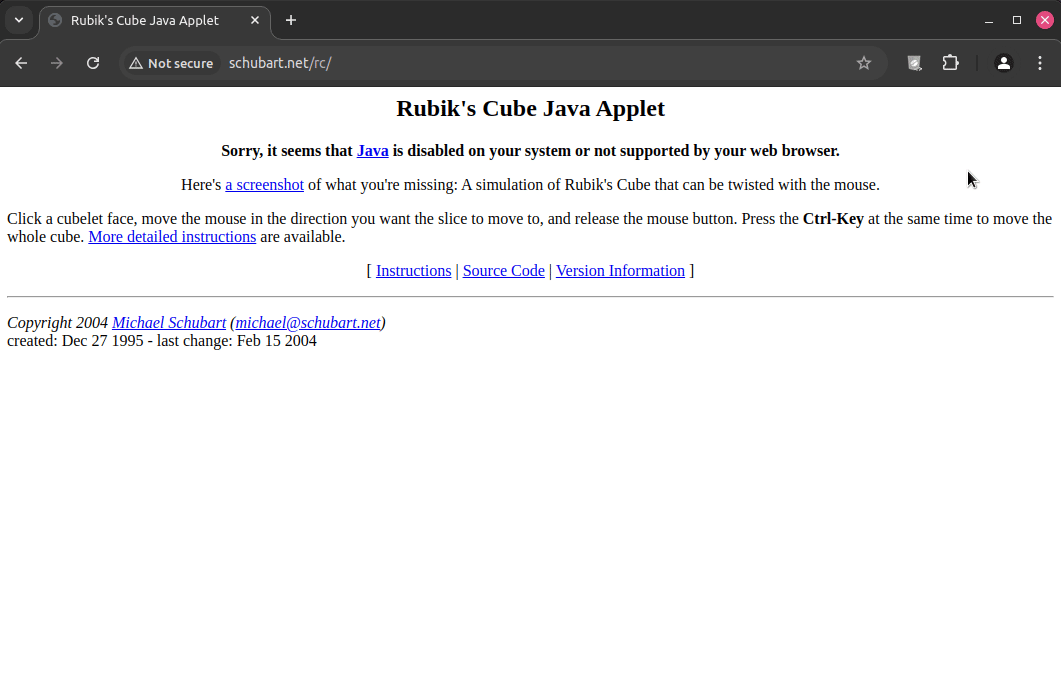 Rubik's Cube Java Applet
Not secure schubart.net/rc/
Rubik's Cube Java Applet
Sorry, it seems that Java is disabled on your system or not supported by your web browser.
Here's a screenshot of what you're missing: A simulation of Rubik's Cube that can be twisted with the mouse.
Click a cubelet face, move the mouse in the direction you want the slice to move to, and release the mouse button. Press the Ctrl-Key at the same time to move the
whole cube. More detailed instructions are available.
[ Instructions | Source Code | Version Information ]
Copyright 2004 Michael Schubart (michael@schubart.net)
created: Dec 27 1995 - last change: Feb 15 2004